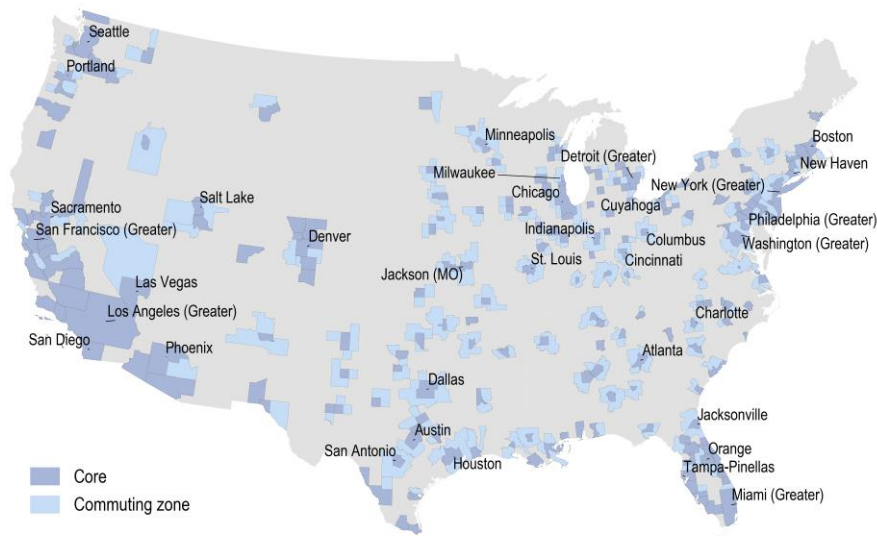 Seattle
Portland
Minneapolis
Boston
Detroit (Greater)
New Haven
Milwaukee
New York (Greater)
Chicago
Salt Lake
Cuyahoga
Sacramento
Philadelphia (Greater)
San Francisco (Greater)
Denver
Indianapolis
Columbus
Washington (Greater)
St. Louis
Cincinnati
Jackson (MO)
Las Vegas
Los Angeles (Greater)
Charlotte
San Diego
Phoenix
Atlanta
Dallas
Jacksonville
Austin
San Antonio
Orange
Houston
Tampa-Pinellas
Core
Miami (Greater)
Commuting zone